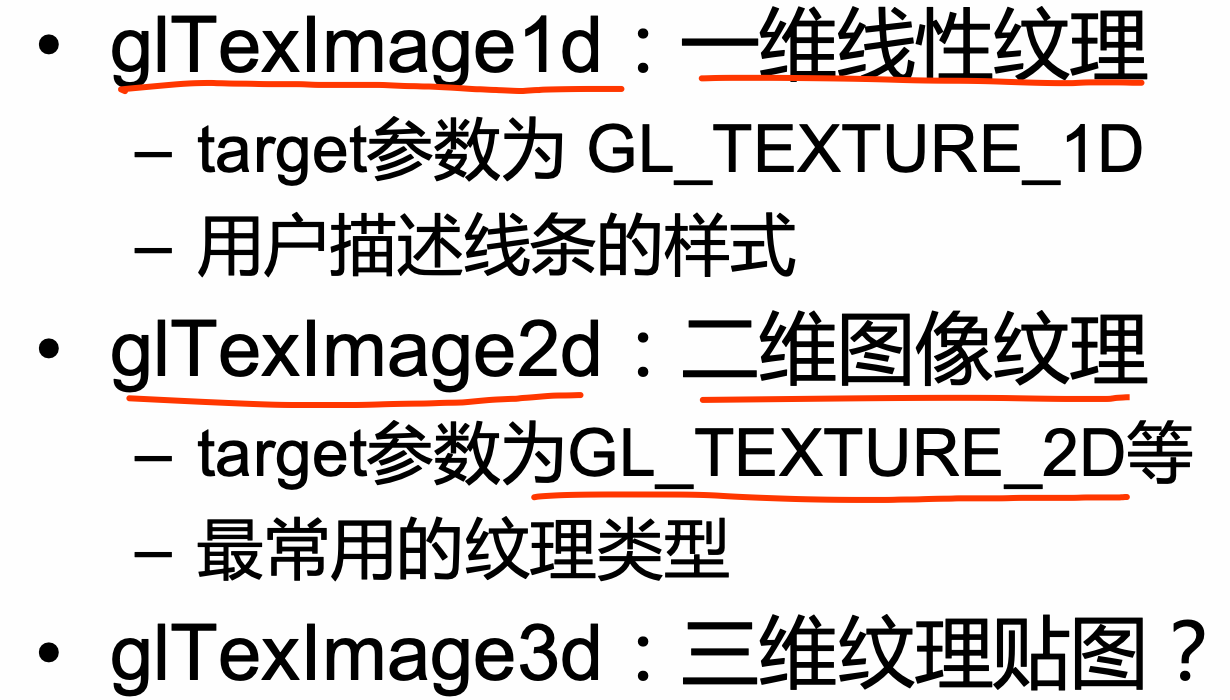 • glTexImage1d：一维线性纹理
– target参数为 GL_TEXTURE_1D
– 用户描述线条的样式
• glTexImage2d：二维图像纹理
– target参数为GL_TEXTURE_2D等
– 最常用的纹理类型
• glTexImage3d：三维纹理贴图？